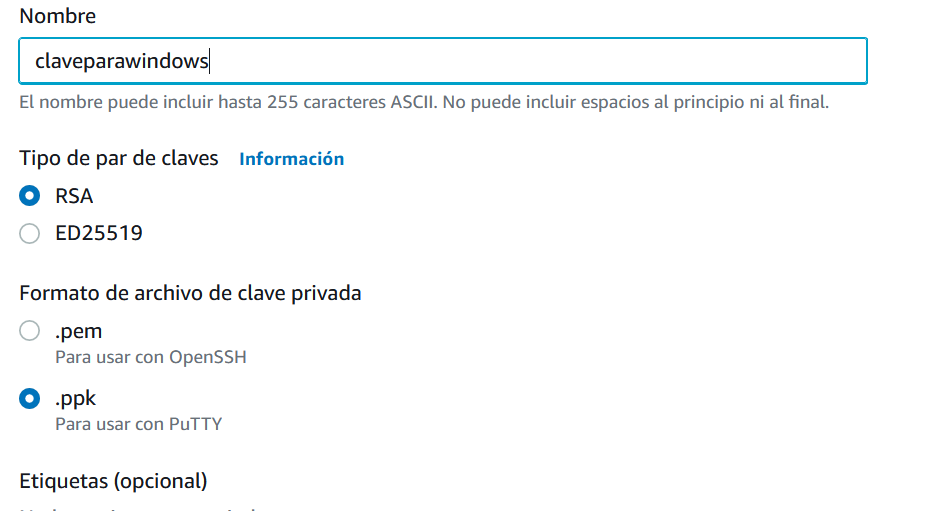 Nombre
claveparawindows
El nombre puede incluir hasta 255 caracteres ASCII. No puede incluir espacios al principio ni al final.
Tipo de par de claves Información
RSA
ED25519
Formato de archivo de clave privada
.pem
Para usar con OpenSSH
.ppk
Para usar con PuTTY
Etiquetas (opcional)